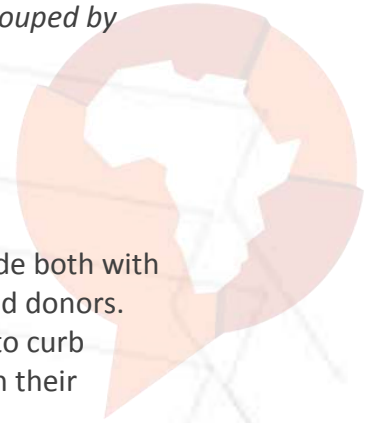 ouped by
de both with
d donors.
to curb
n their